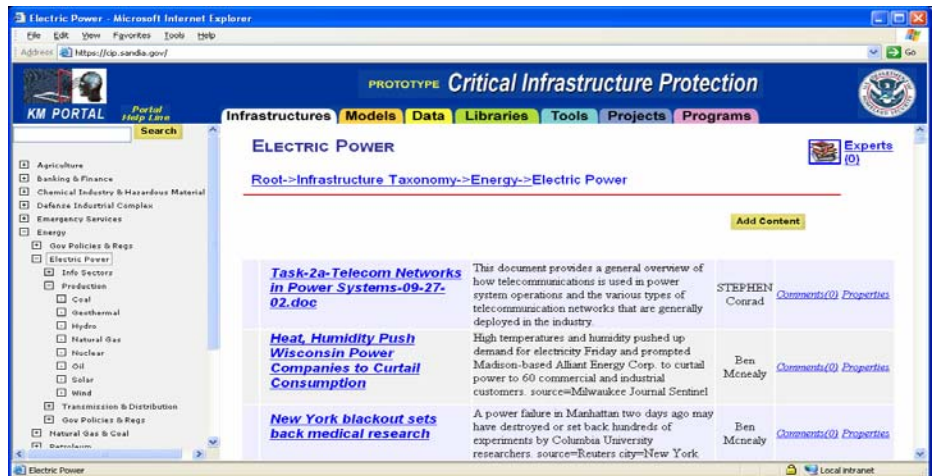 Electric Power - Microsoft Internet Explorer
File Edit View Favorites Tools Help
Address https://cip.sandia.gov/ Go
PROTOTYPE Critical Infrastructure Protection
KM PORTAL Portal Help Line
Infrastructures Models Data Libraries Tools Projects Programs
Search
Agriculture
Banking & Finance
Chemical Industry & Hazardous Material
Defense Industrial Complex
Emergency Services
Energy
Gov Policies & Regs
Electric Power
Info Sectors
Production
Coal
Geothermal
Hydro
Natural Gas
Nuclear
Oil
Solar
Wind
Transmission & Distribution
Gov Policies & Regs
Natural Gas & Coal
Petroleum
ELECTRIC POWER
Experts
(0)
Root->Infrastructure Taxonomy->Energy->Electric Power
Add Content
Task-2a-Telecom Networks
in Power Systems-09-27-
02.doc
This document provides a general overview of
how telecommunications is used in power
system operations and the various types of
telecommunication networks that are generally
deployed in the industry.
STEPHEN
Conrad
Comments(0) Properties
Heat, Humidity Push
Wisconsin Power
Companies to Curtail
Consumption
High temperatures and humidity pushed up
demand for electricity Friday and prompted
Madison-based Alliant Energy Corp. to curtail
power to 60 commercial and industrial
customers. source=Milwaukee Journal Sentinel
Ben
Mcnealy
Comments(0) Properties
New York blackout sets
back medical research
A power failure in Manhattan two days ago may
have destroyed or set back hundreds of
experiments by Columbia University
researchers. source=Reuters city=New York
Ben
Mcnealy
Comments(0) Properties
Electric Power
Local intranet